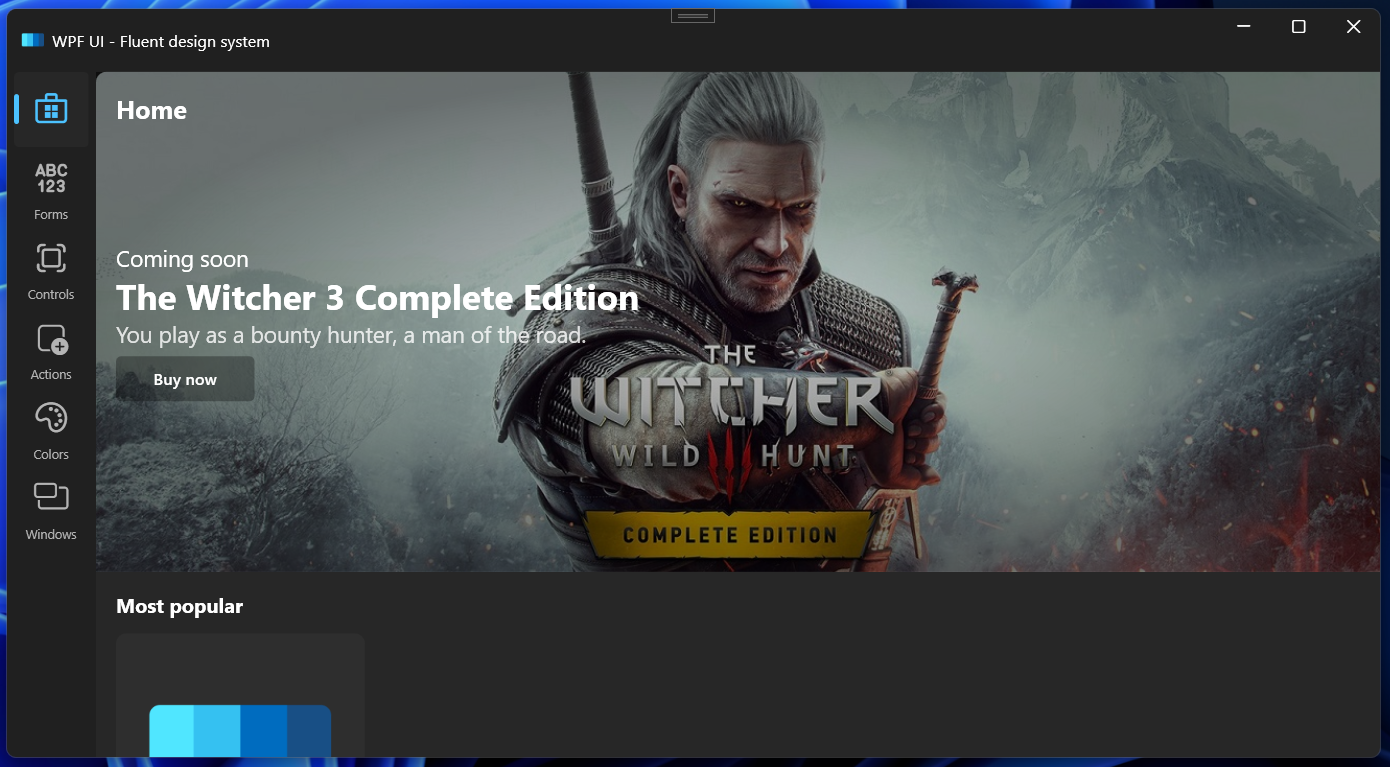 WPF UI - Fluent design system
Home
ABC
123
Forms
Controls
Actions
Colors
Windows
Coming soon
The Witcher 3 Complete Edition
You play as a bounty hunter, a man of the road.
Buy now
THE
WITCHER
WILD HUNT
COMPLETE EDITION
Most popular